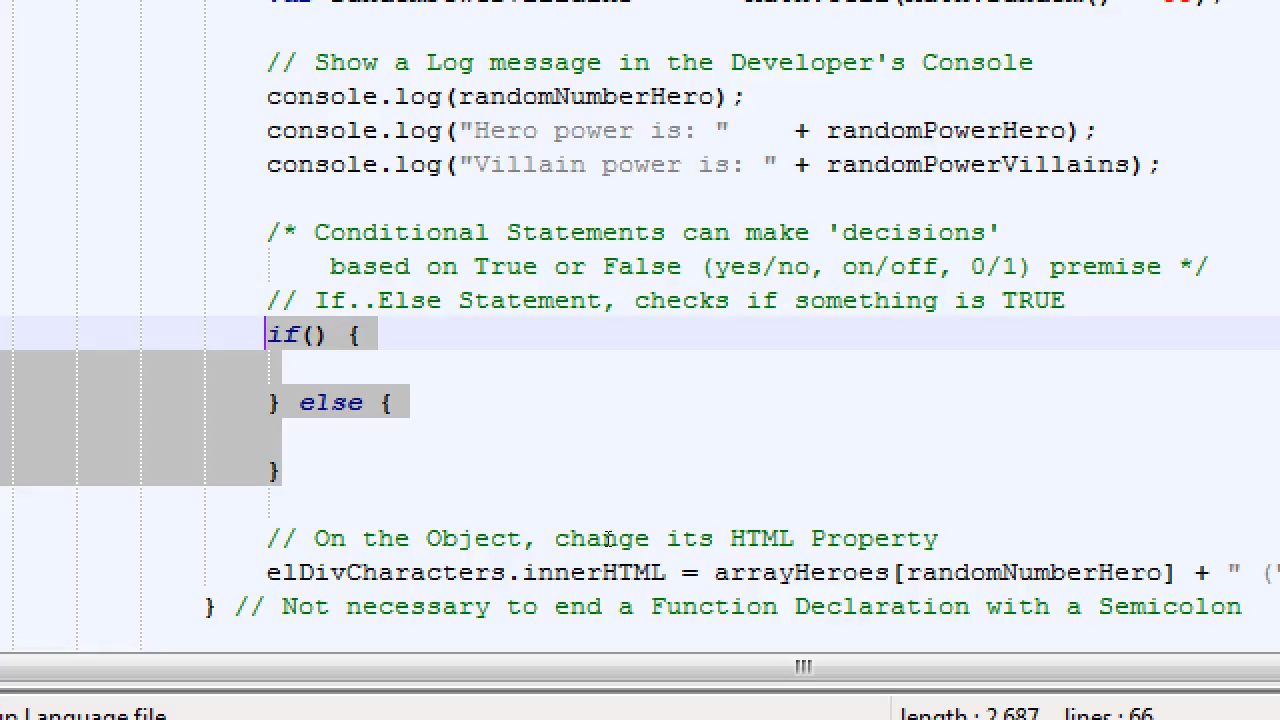 // Show a Log message in the Developer's Console
console.log(randomNumberHero);
console.log("Hero power is: "    + randomPowerHero);
console.log("Villain power is: " + randomPowerVillains);
/* Conditional Statements can make 'decisions'
based on True or False (yes/no, on/off, 0/1) premise */
// If..Else Statement, checks if something is TRUE
if() {
} else {
}
// On the Object, change its HTML Property
elDivCharacters.innerHTML = arrayHeroes[randomNumberHero] + " (
} // Not necessary to end a Function Declaration with a Semicolon
Language file length : 2,687 lines : 66